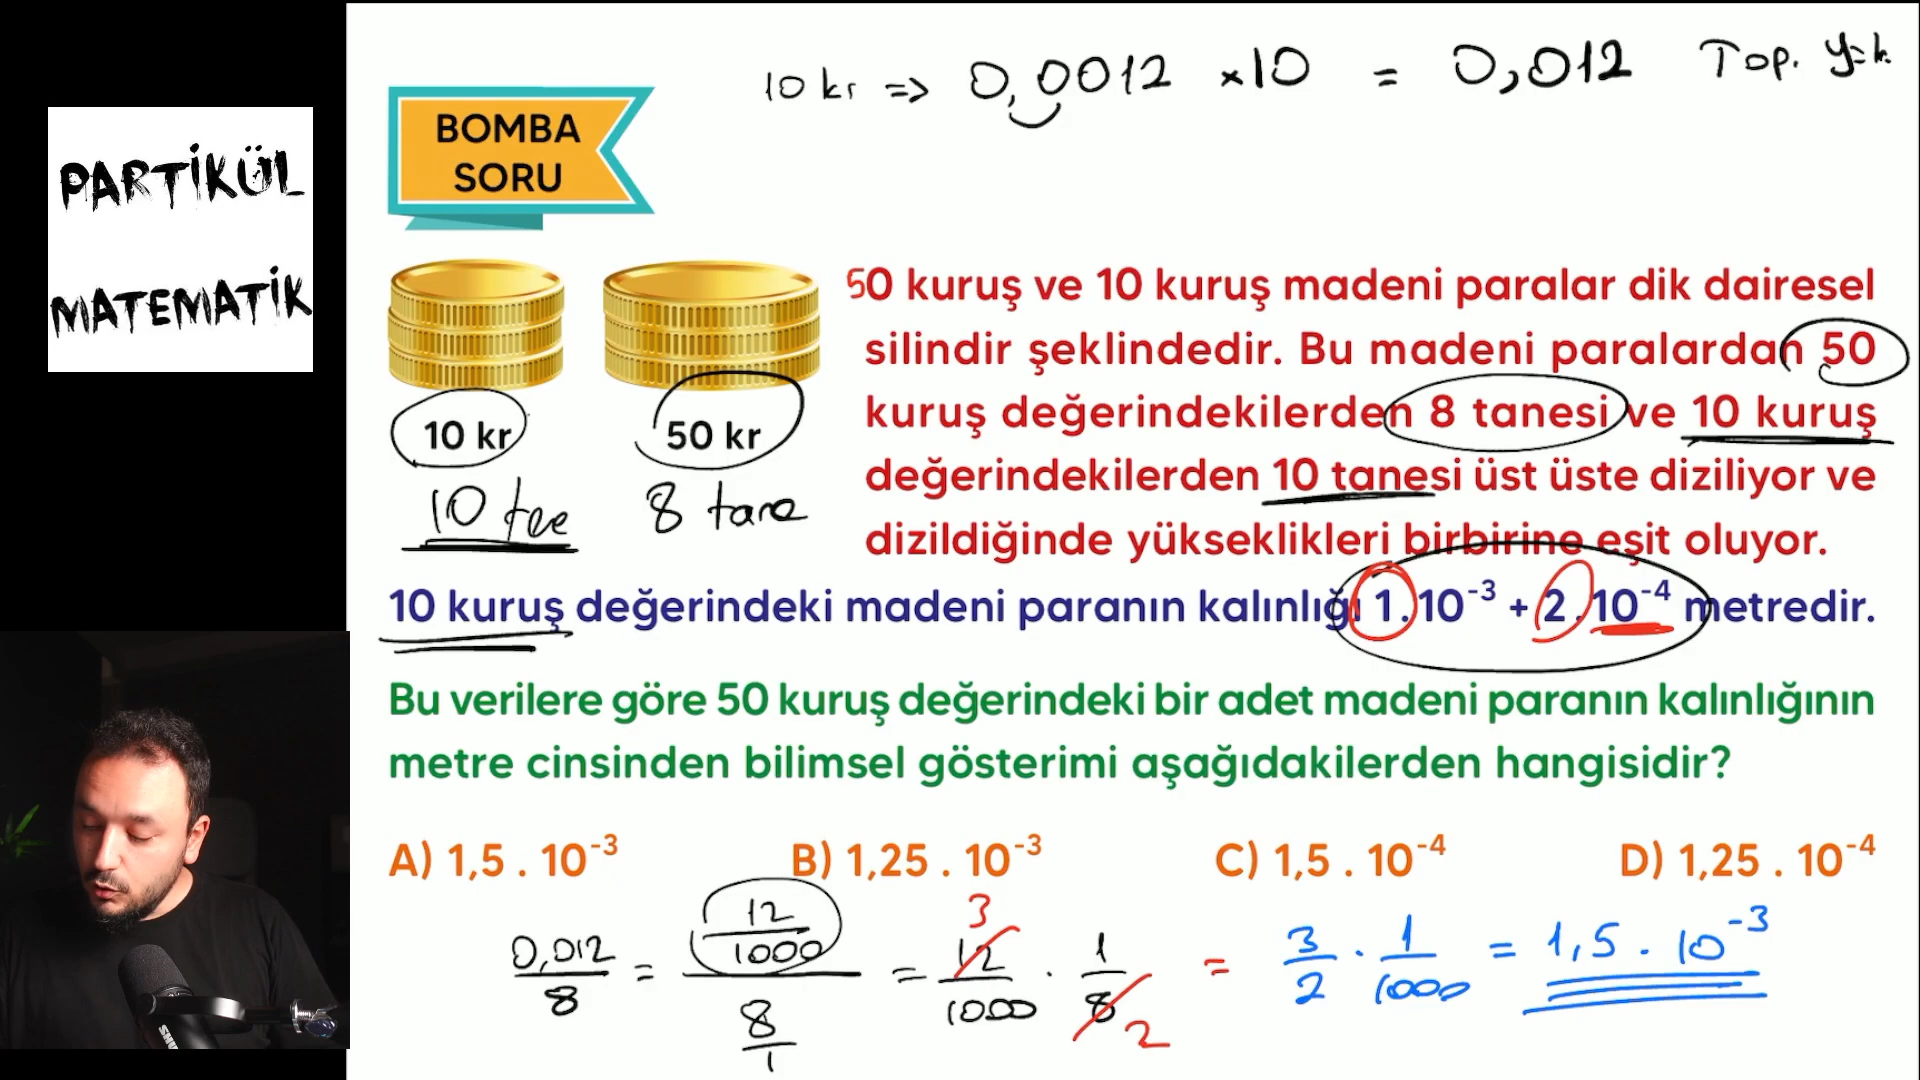 10 kr => 0,0012 x10 = 0,012 Top. yük.
PARTİKÜL
MATEMATİK
BOMBA
SORU
50 kuruş ve 10 kuruş madeni paralar dik dairesel
silindir şeklindedir. Bu madeni paralardan 50
kuruş değerindekilerden 8 tanesi ve 10 kuruş
değerindekilerden 10 tanesi üst üste diziliyor ve
dizildiğinde yükseklikleri birbirine eşit oluyor.
10 kr 50 kr
10 tane 8 tane
10 kuruş değerindeki madeni paranın kalınlığı 1.10⁻³ + 2.10⁻⁴ metredir.
Bu verilere göre 50 kuruş değerindeki bir adet madeni paranın kalınlığının
metre cinsinden bilimsel gösterimi aşağıdakilerden hangisidir?
A) 1,5 . 10⁻³ B) 1,25 . 10⁻³ C) 1,5 . 10⁻⁴ D) 1,25 . 10⁻⁴
0,012/8 = (12/1000)/(8/1) = 12/1000 . 1/8 = 3/2 . 1/1000 = 1,5 . 10⁻³
3
2
SHU